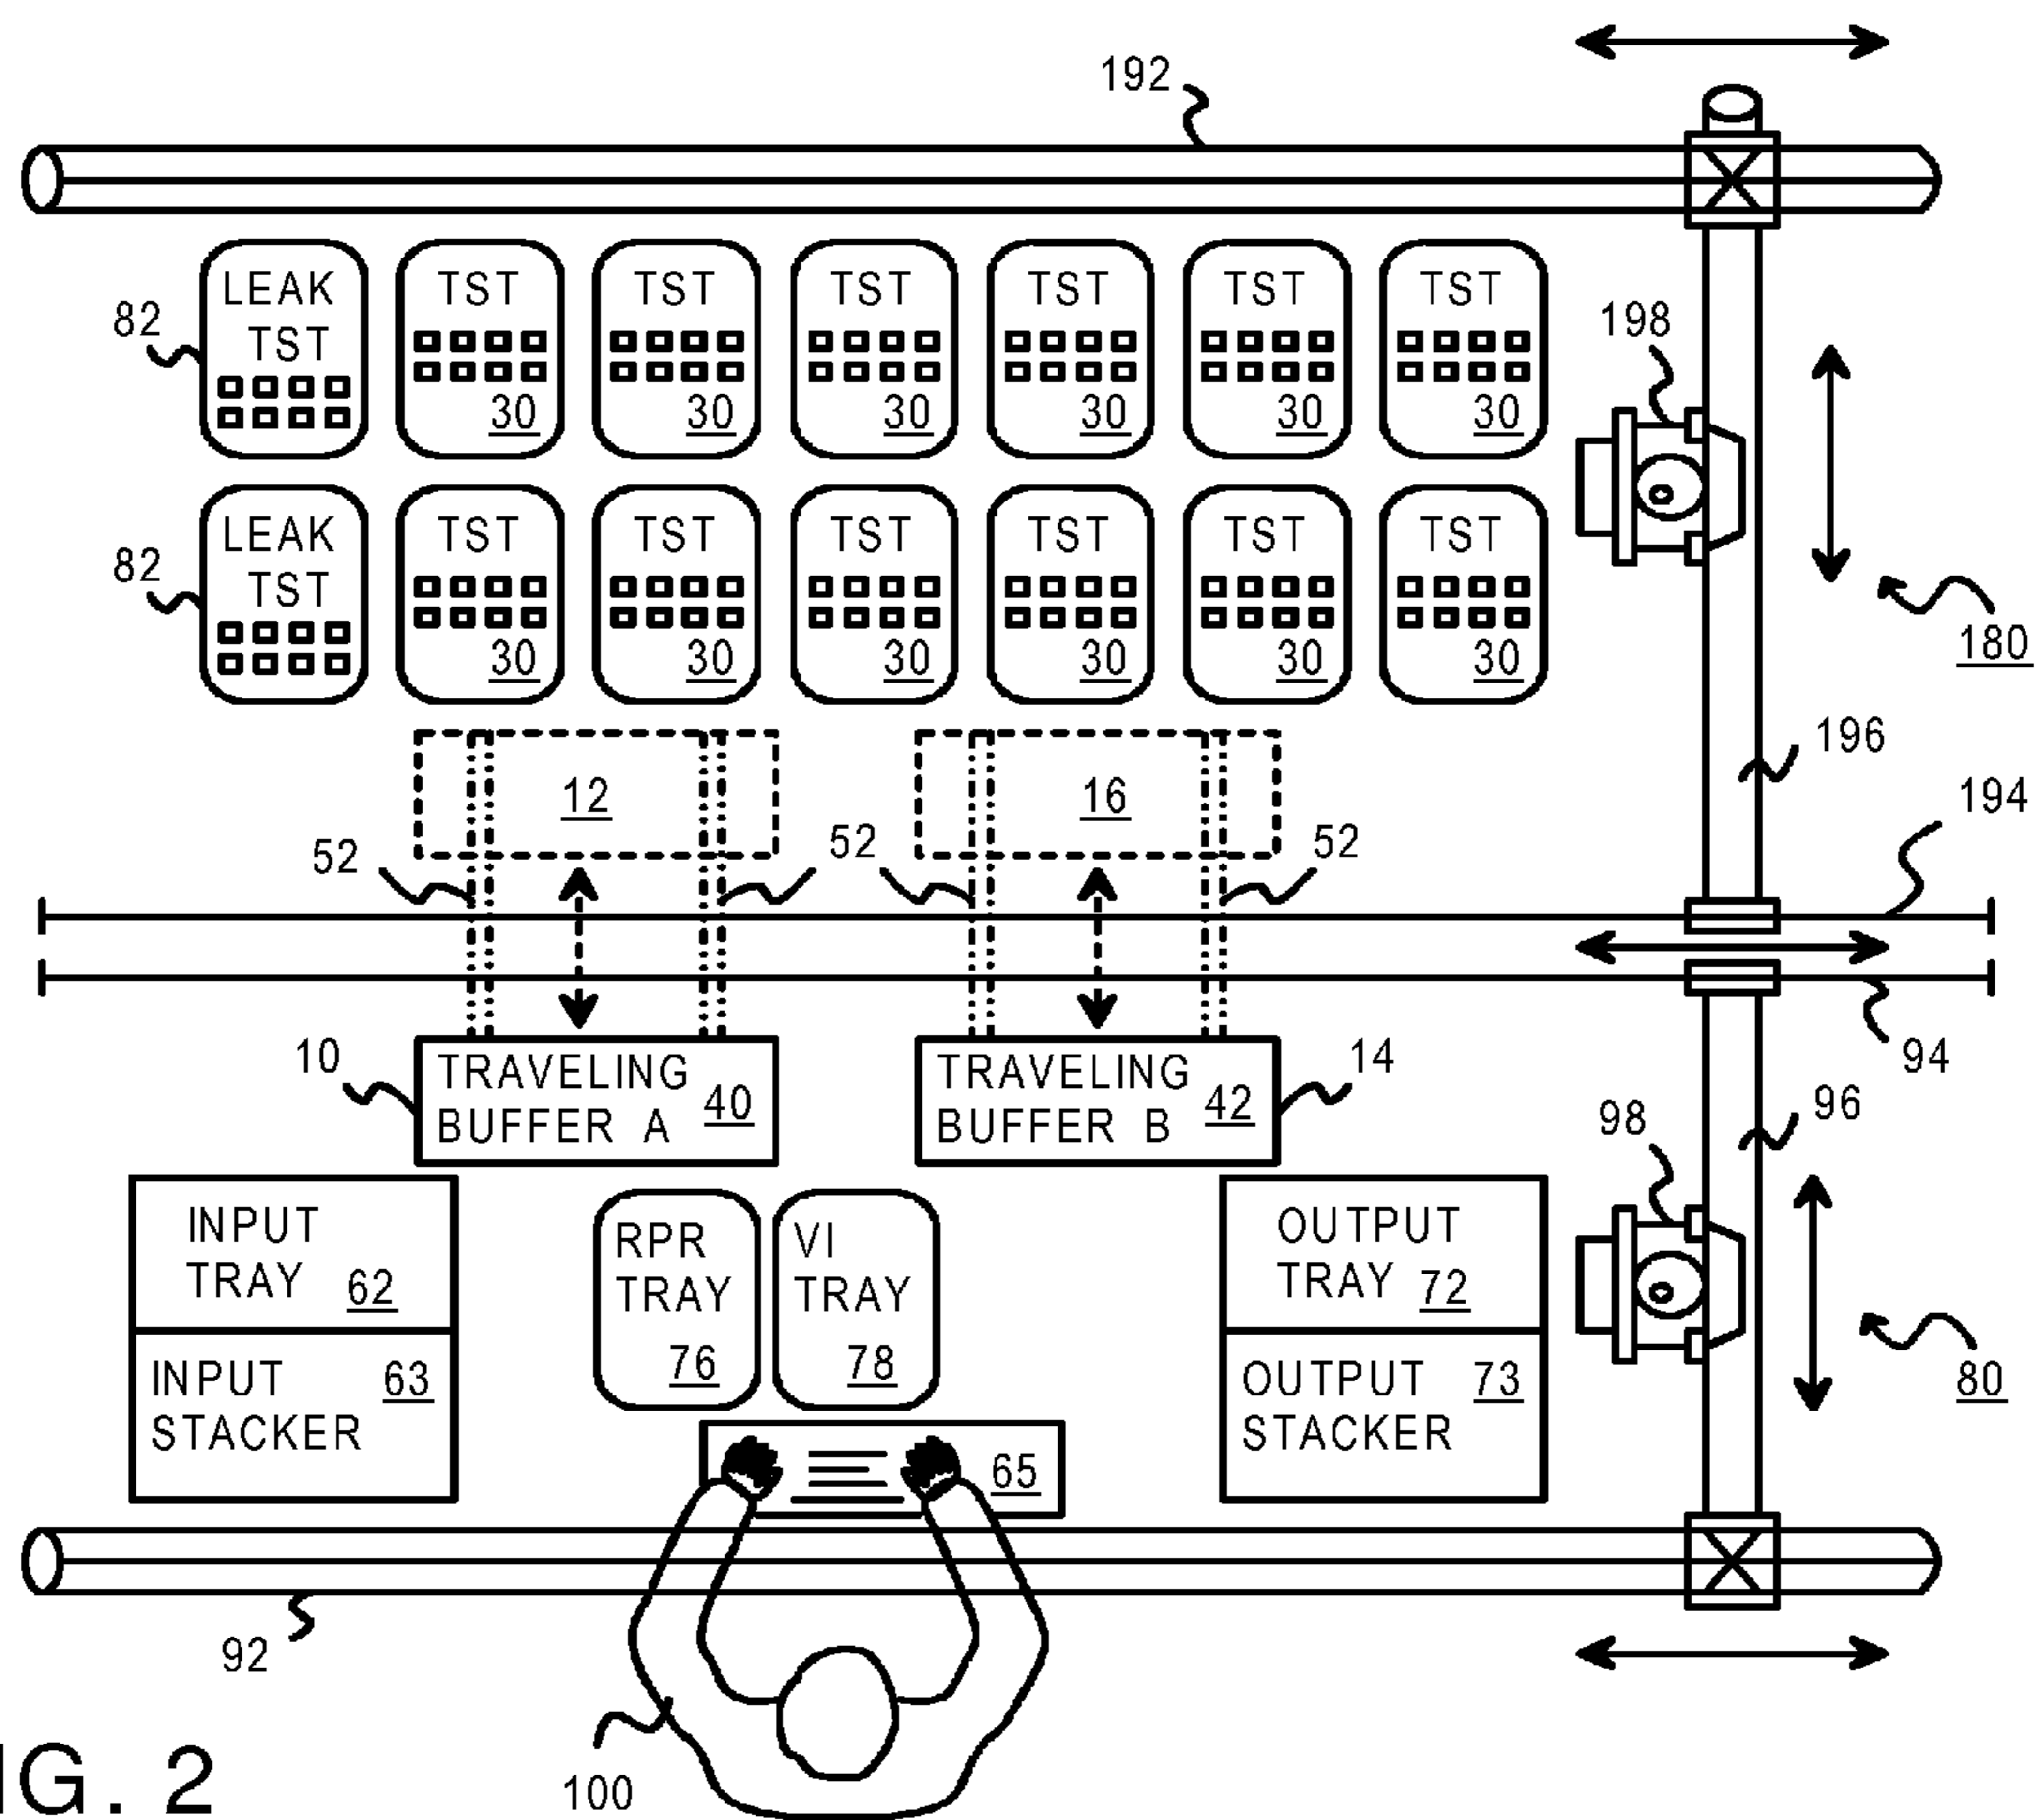 192
LEAK TST
TST 30
TST 30
TST 30
TST 30
TST 30
TST 30
82
198
LEAK TST
TST 30
TST 30
TST 30
TST 30
TST 30
TST 30
82
180
12
16
196
194
52
52
52
10
TRAVELING
BUFFER A 40
TRAVELING
BUFFER B 42
14
94
96
98
INPUT
TRAY 62
RPR
TRAY
76
VI
TRAY
78
OUTPUT
TRAY 72
INPUT 63
STACKER
OUTPUT 73
STACKER
80
65
92
100
IG. 2